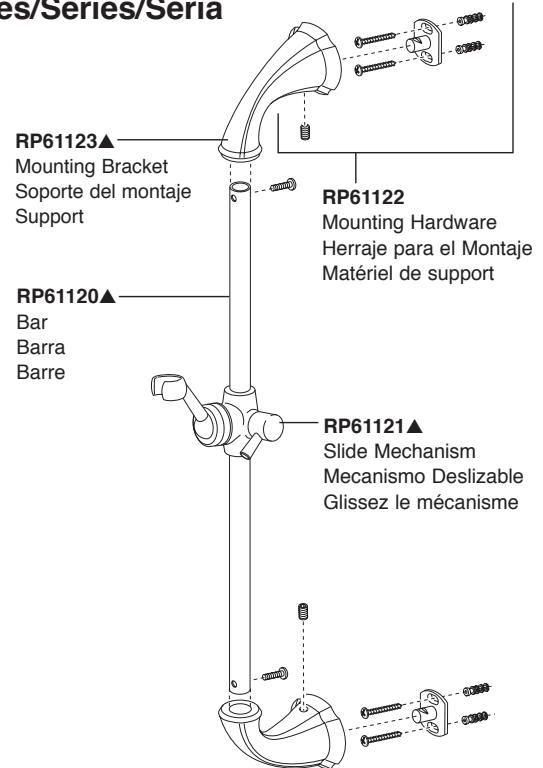 es/Series/Seria
RP61123▲
Mounting Bracket
Soporte del montaje
Support
RP61122
Mounting Hardware
Herraje para el Montaje
Matériel de support
RP61120▲
Bar
Barra
Barre
RP61121▲
Slide Mechanism
Mecanismo Deslizable
Glissez le mécanisme